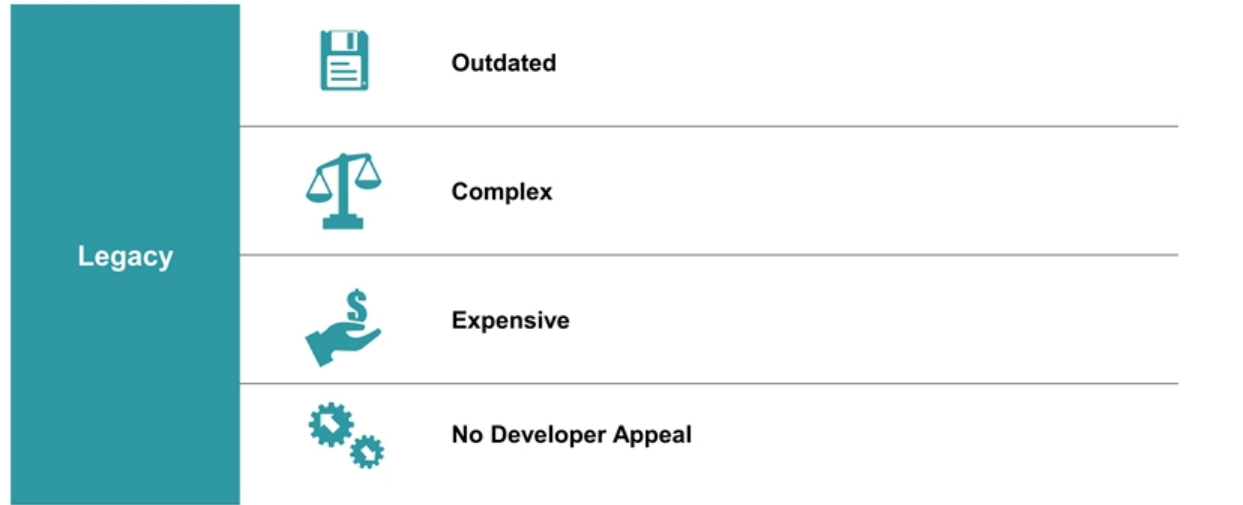 Outdated
Complex
Legacy
Expensive
No Developer Appeal